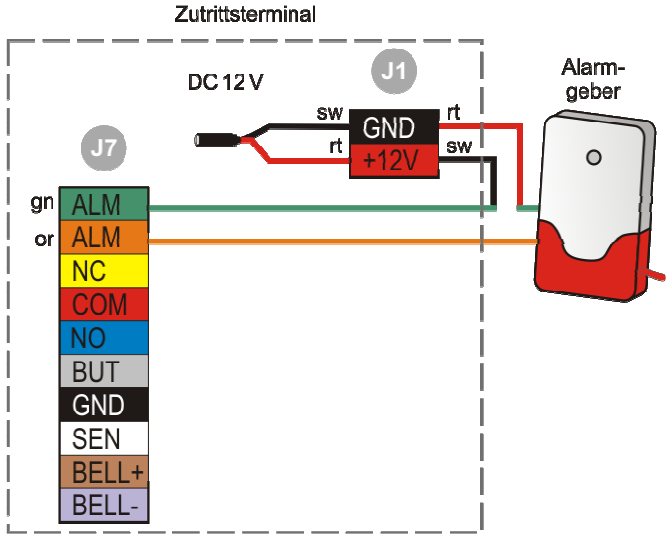 Zutrittsterminal
J1
DC 12 V
Alarm-
geber
sw
GND
rt
rt
+12V
sw
J7
gn
ALM
or
ALM
NC
COM
NO
BUT
GND
SEN
BELL+
BELL-